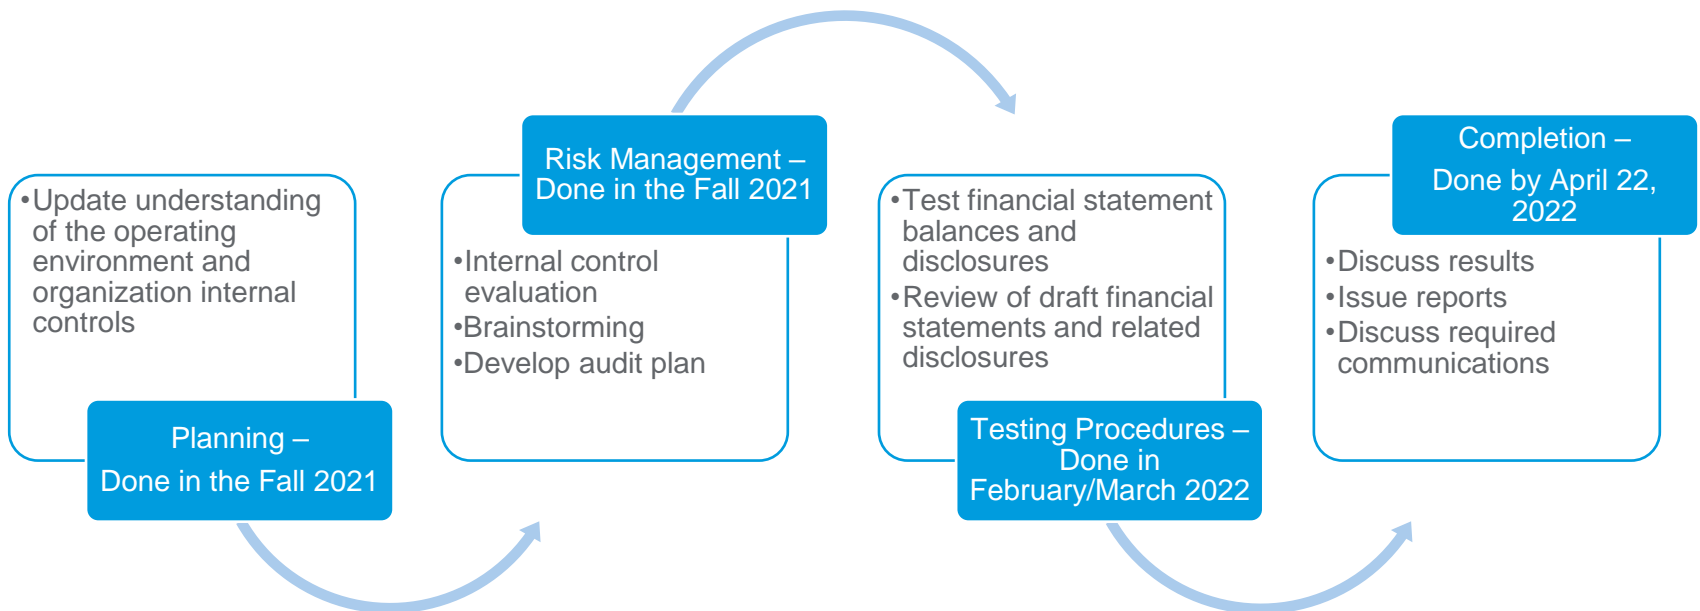 •Update understanding
of the operating
environment and
organization internal
controls
Planning –
Done in the Fall 2021
Risk Management –
Done in the Fall 2021
•Internal control
evaluation
•Brainstorming
•Develop audit plan
•Test financial statement
balances and
disclosures
•Review of draft financial
statements and related
disclosures
Testing Procedures –
Done in
February/March 2022
Completion –
Done by April 22,
2022
•Discuss results
•Issue reports
•Discuss required
communications